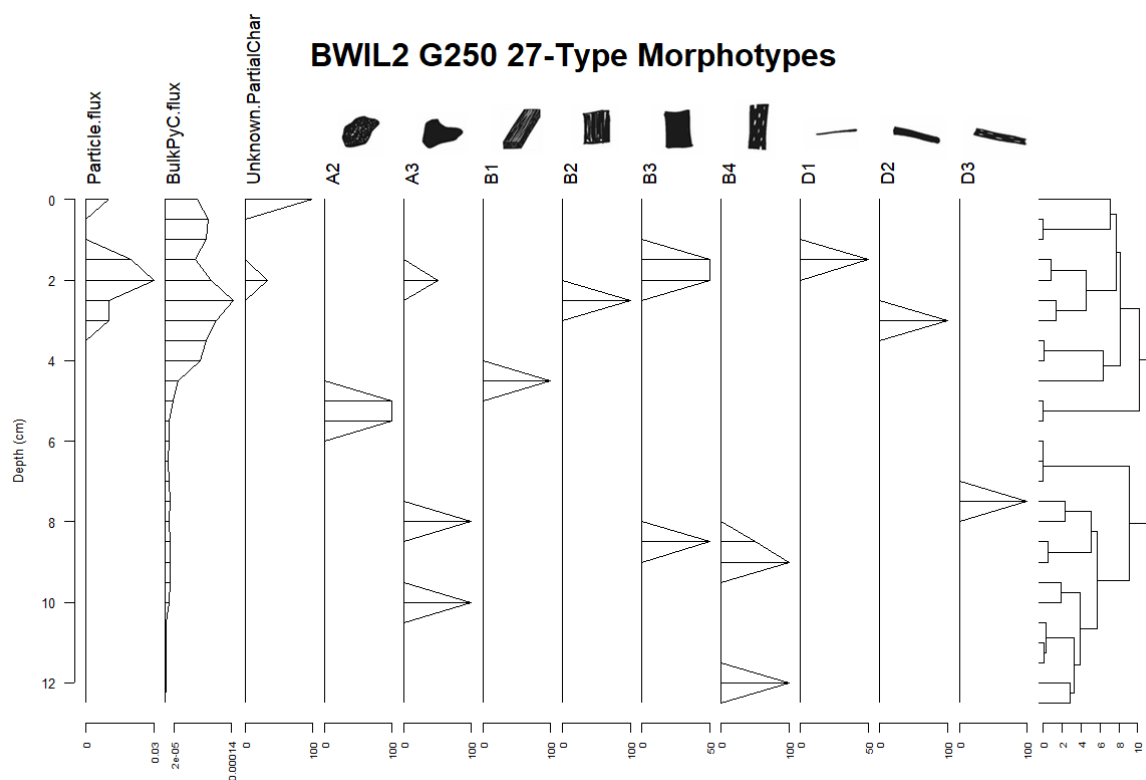 BWIL2 G250 27-Type Morphotypes
Particle.flux
BulkPyC.flux
Unknown.PartialChar
A2
A3
B1
B2
B3
B4
D1
D2
D3
Depth (cm)
0
2
4
6
8
10
12
0
0.03
2e-05
0.00014
0
100
0
100
0
100
0
100
0
100
0
50
0
100
0
50
0
100
0
100
0
2
4
6
8
10